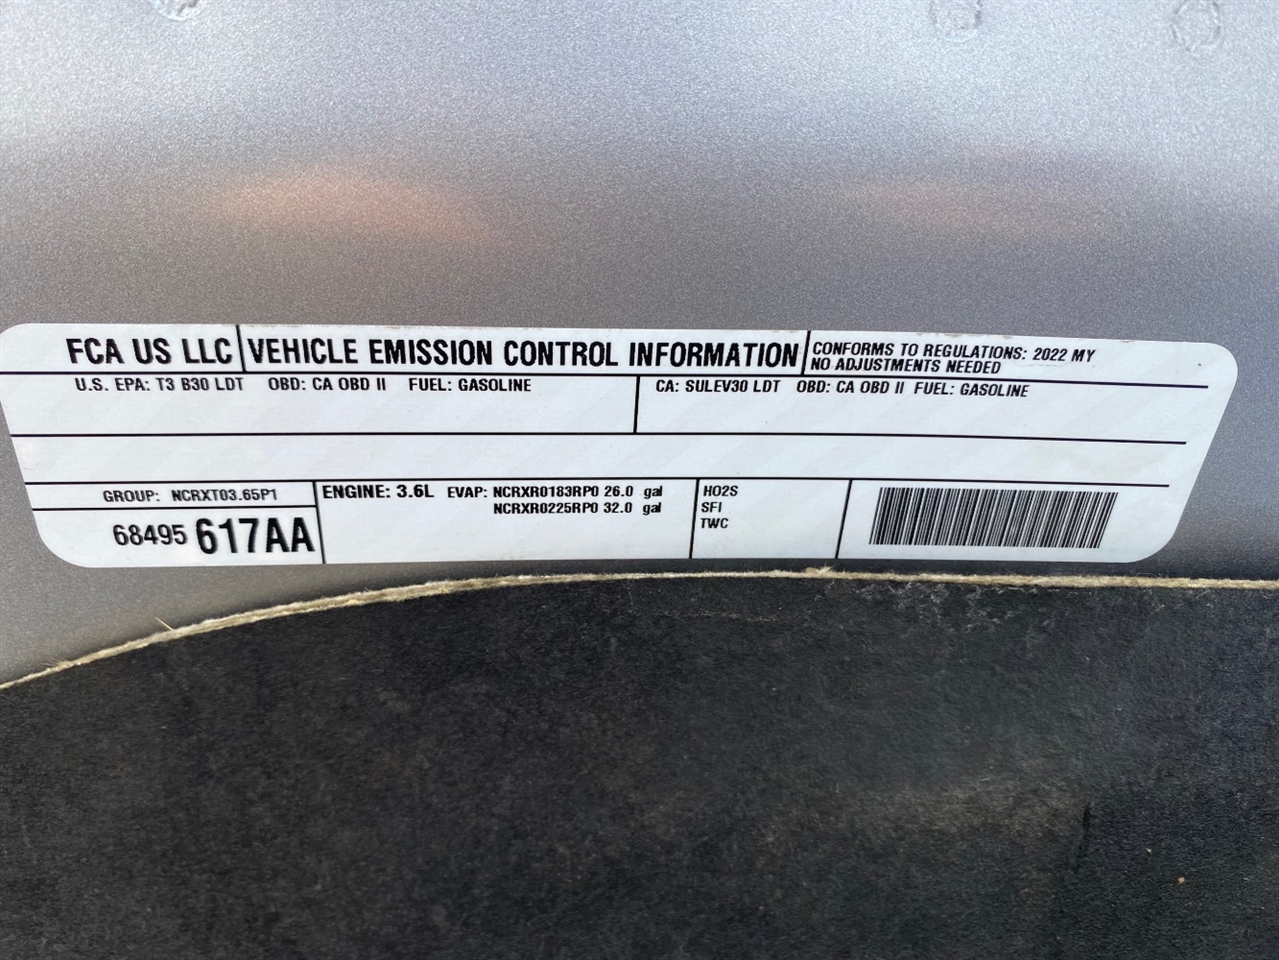 FCA US LLC
VEHICLE EMISSION CONTROL INFORMATION
CONFORMS TO REGULATIONS: 2022 MY
NO ADJUSTMENTS NEEDED
U.S. EPA: T3 B30 LDT OBD: CA OBD II FUEL: GASOLINE
CA: SULEV30 LDT OBD: CA OBD II FUEL: GASOLINE
GROUP: NCRXT03.65P1
68495 617AA
ENGINE: 3.6L EVAP: NCRXR0183RP0 26.0 gal
NCRXR0225RP0 32.0 gal
HO2S
SFI
TWC